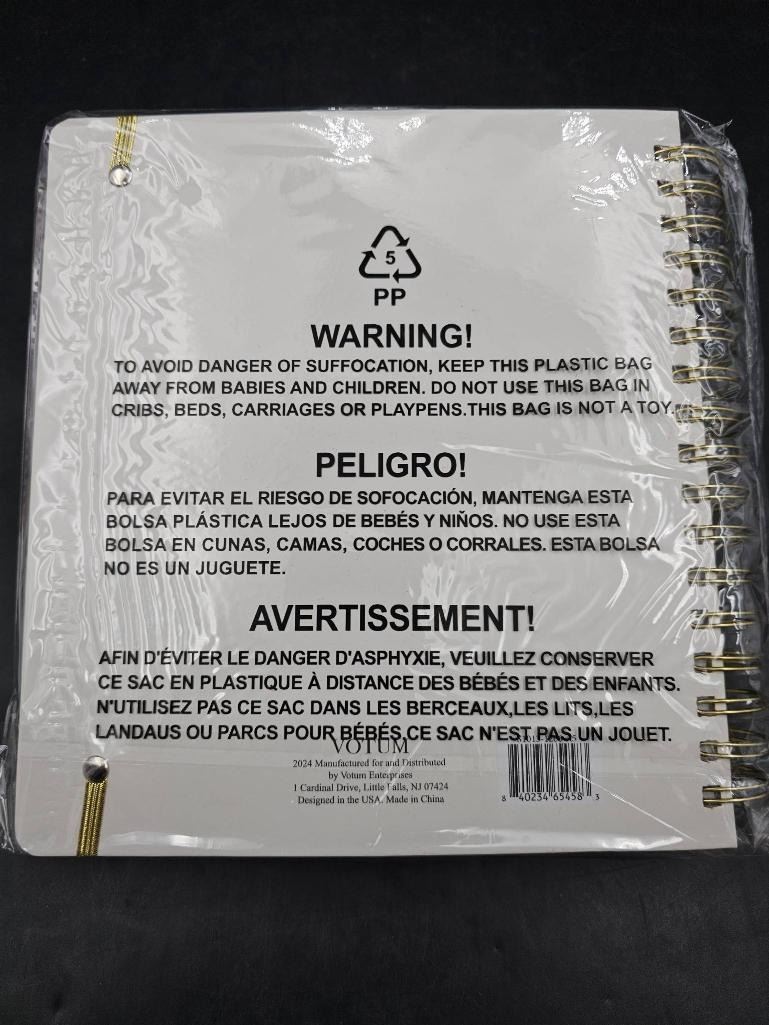 5
PP
WARNING!
TO AVOID DANGER OF SUFFOCATION, KEEP THIS PLASTIC BAG
AWAY FROM BABIES AND CHILDREN. DO NOT USE THIS BAG IN
CRIBS, BEDS, CARRIAGES OR PLAYPENS.THIS BAG IS NOT A TOY.
PELIGRO!
PARA EVITAR EL RIESGO DE SOFOCACIÓN, MANTENGA ESTA
BOLSA PLÁSTICA LEJOS DE BEBÉS Y NIÑOS. NO USE ESTA
BOLSA EN CUNAS, CAMAS, COCHES O CORRALES. ESTA BOLSA
NO ES UN JUGUETE.
AVERTISSEMENT!
AFIN D'ÉVITER LE DANGER D'ASPHYXIE, VEUILLEZ CONSERVER
CE SAC EN PLASTIQUE À DISTANCE DES BÉBÉS ET DES ENFANTS.
N'UTILISEZ PAS CE SAC DANS LES BERCEAUX,LES LITS,LES
LANDAUS OU PARCS POUR BÉBÉS,CE SAC N'EST PAS UN JOUET.
VOTUM
2024 Manufactured for and Distributed
by Votum Enterprises
1 Cardinal Drive, Little Falls, NJ 07424
Designed in the USA. Made in China
8 40234 65458 3